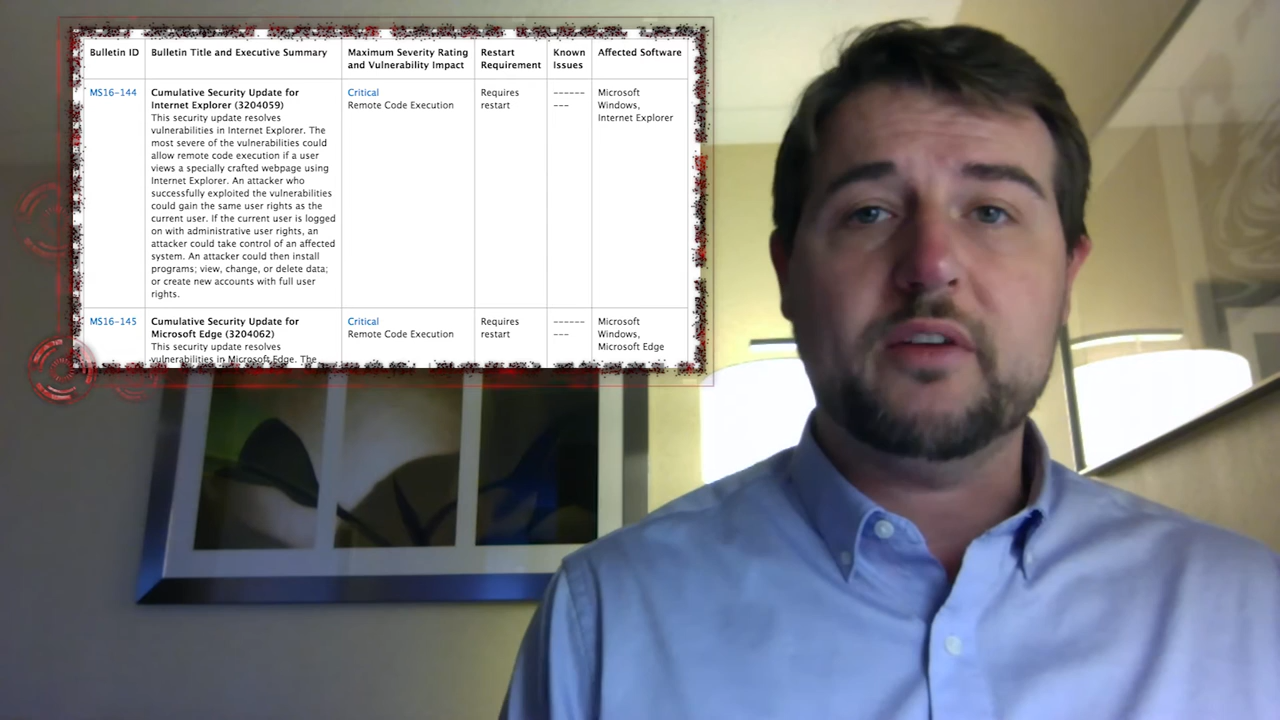 Bulletin ID
Bulletin Title and Executive Summary
Maximum Severity Rating
and Vulnerability Impact
Restart
Requirement
Known
Issues
Affected Software
MS16-144
Cumulative Security Update for
Internet Explorer (3204059)
This security update resolves
vulnerabilities in Internet Explorer. The
most severe of the vulnerabilities could
allow remote code execution if a user
views a specially crafted webpage using
Internet Explorer. An attacker who
successfully exploited the vulnerabilities
could gain the same user rights as the
current user. If the current user is logged
on with administrative user rights, an
attacker could take control of an affected
system. An attacker could then install
programs; view, change, or delete data;
or create new accounts with full user
rights.
Critical
Remote Code Execution
Requires
restart
------
---
Microsoft
Windows,
Internet Explorer
MS16-145
Cumulative Security Update for
Microsoft Edge (3204062)
This security update resolves
vulnerabilities in Microsoft Edge. The
Critical
Remote Code Execution
Requires
restart
------
---
Microsoft
Windows,
Microsoft Edge